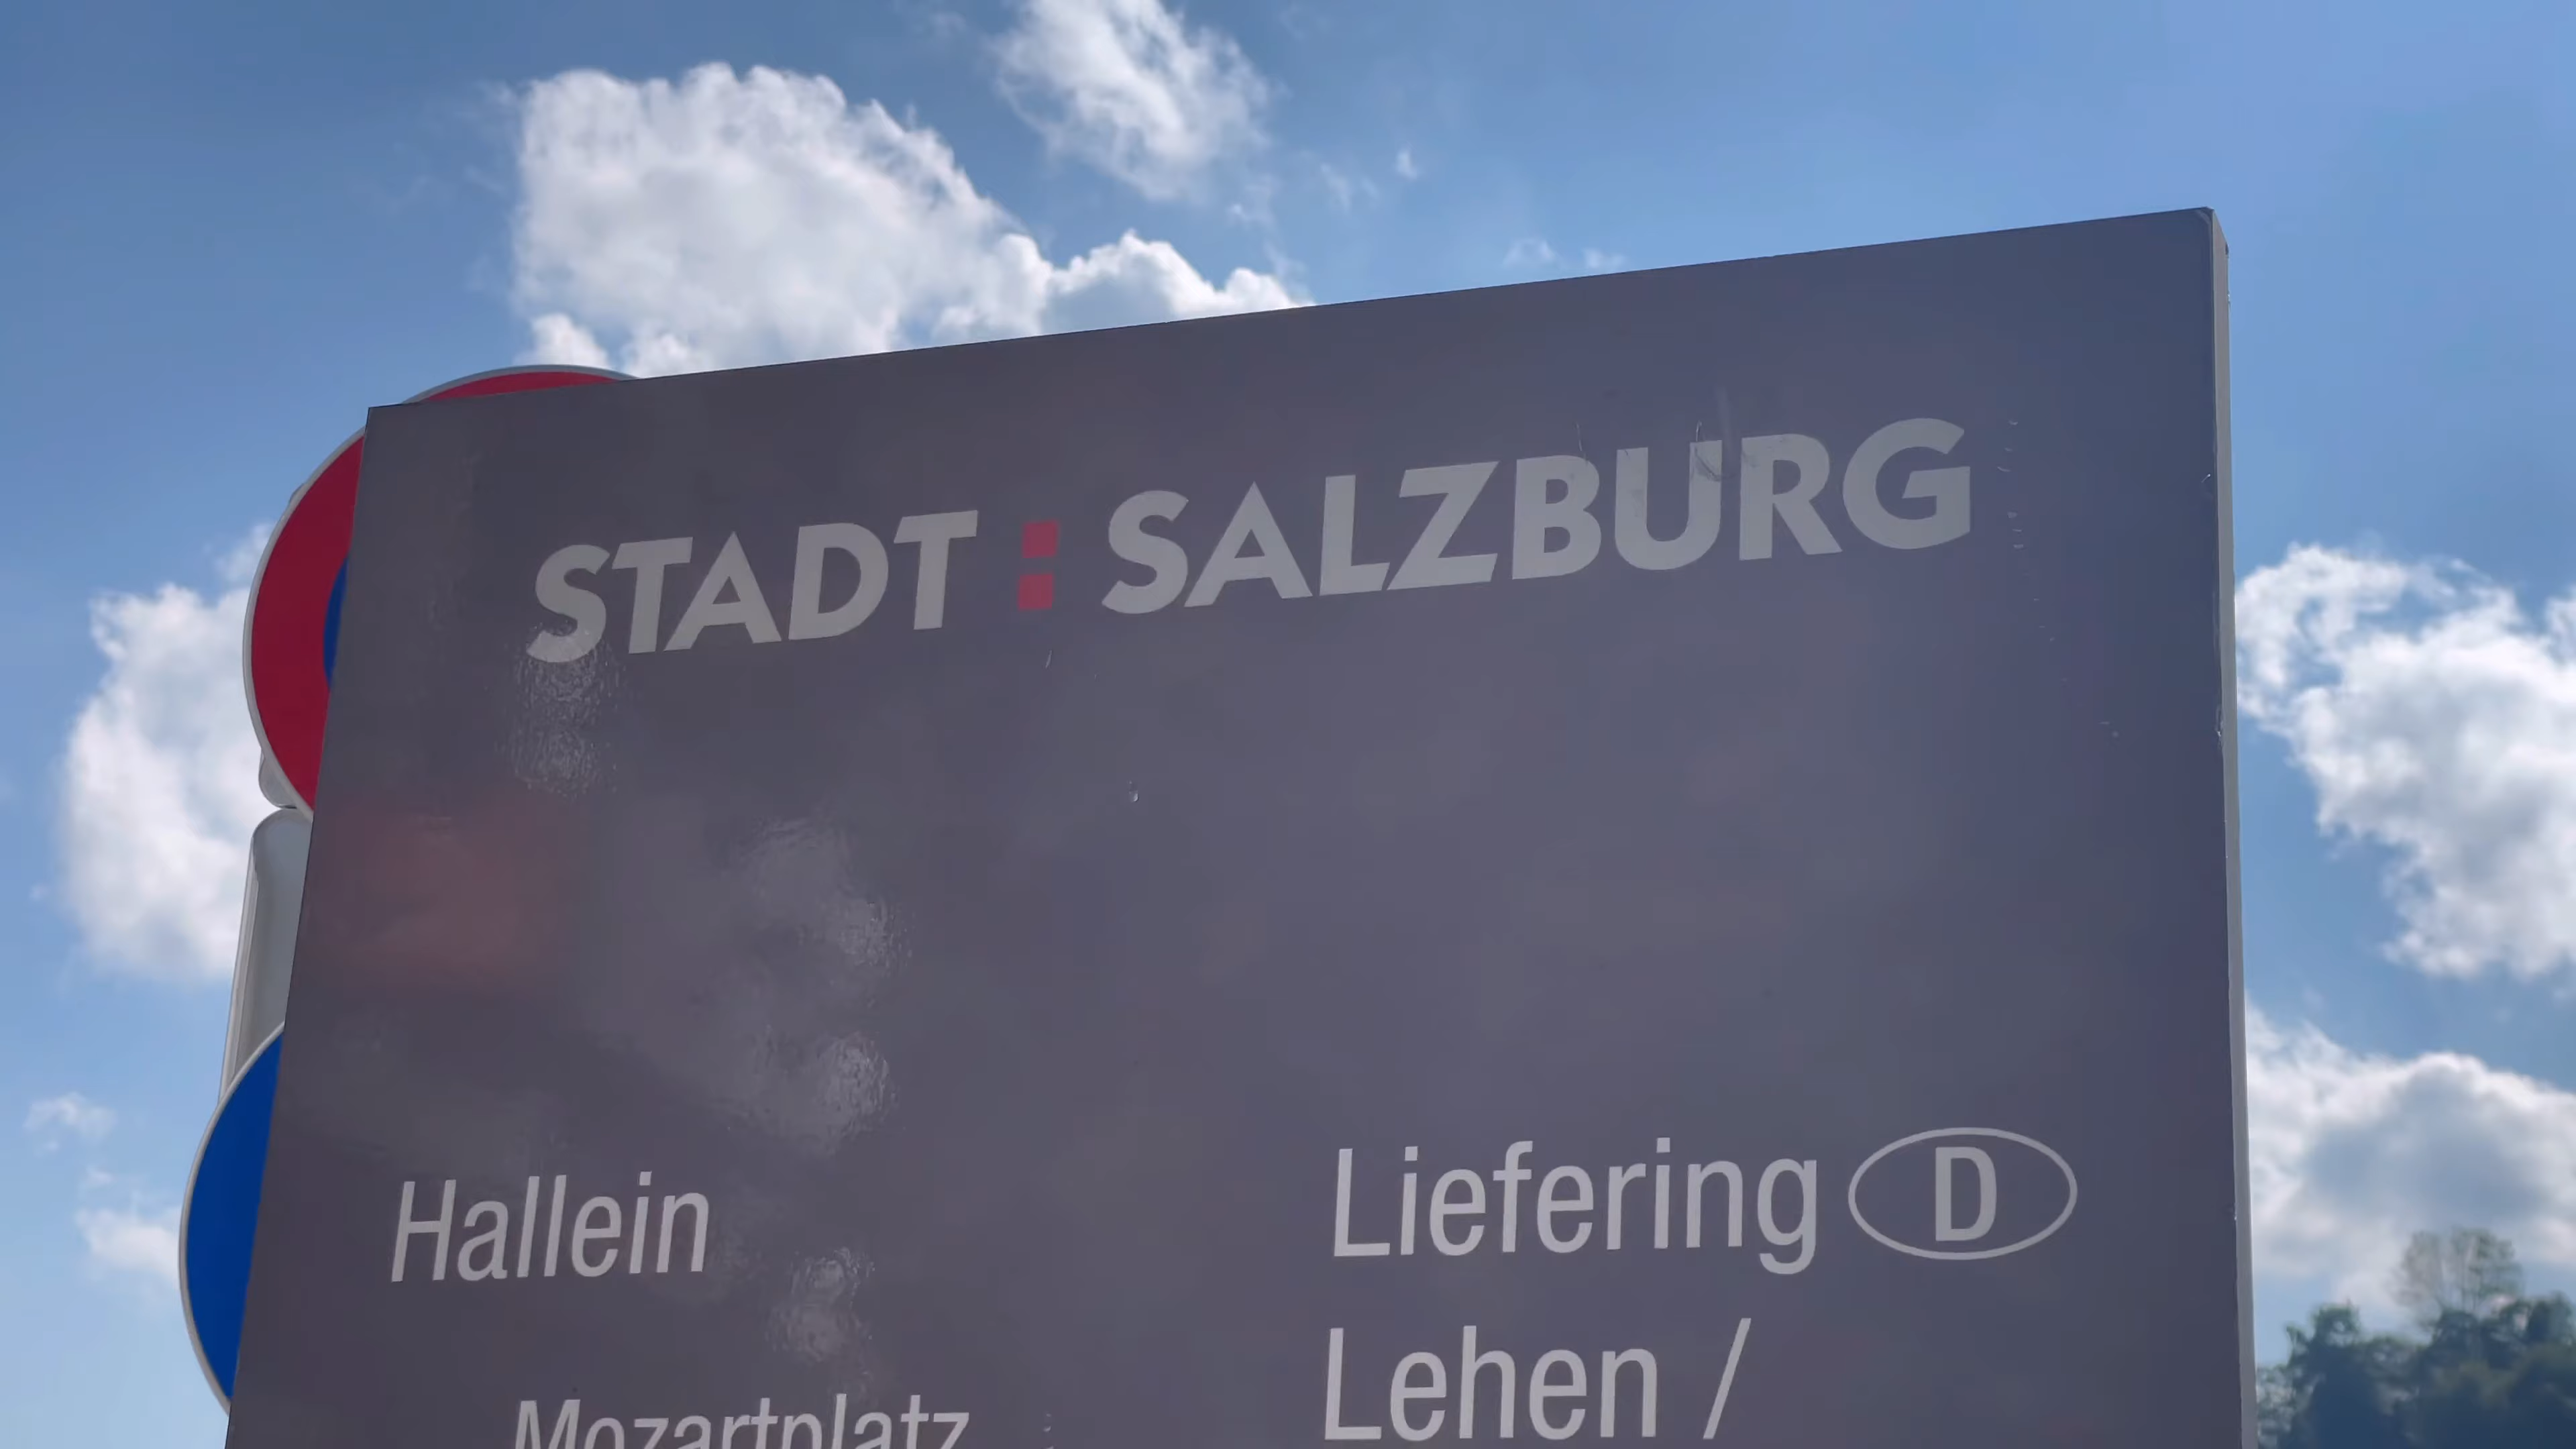 STADT : SALZBURG
Hallein
Liefering D
Lehen /
Mozartplatz